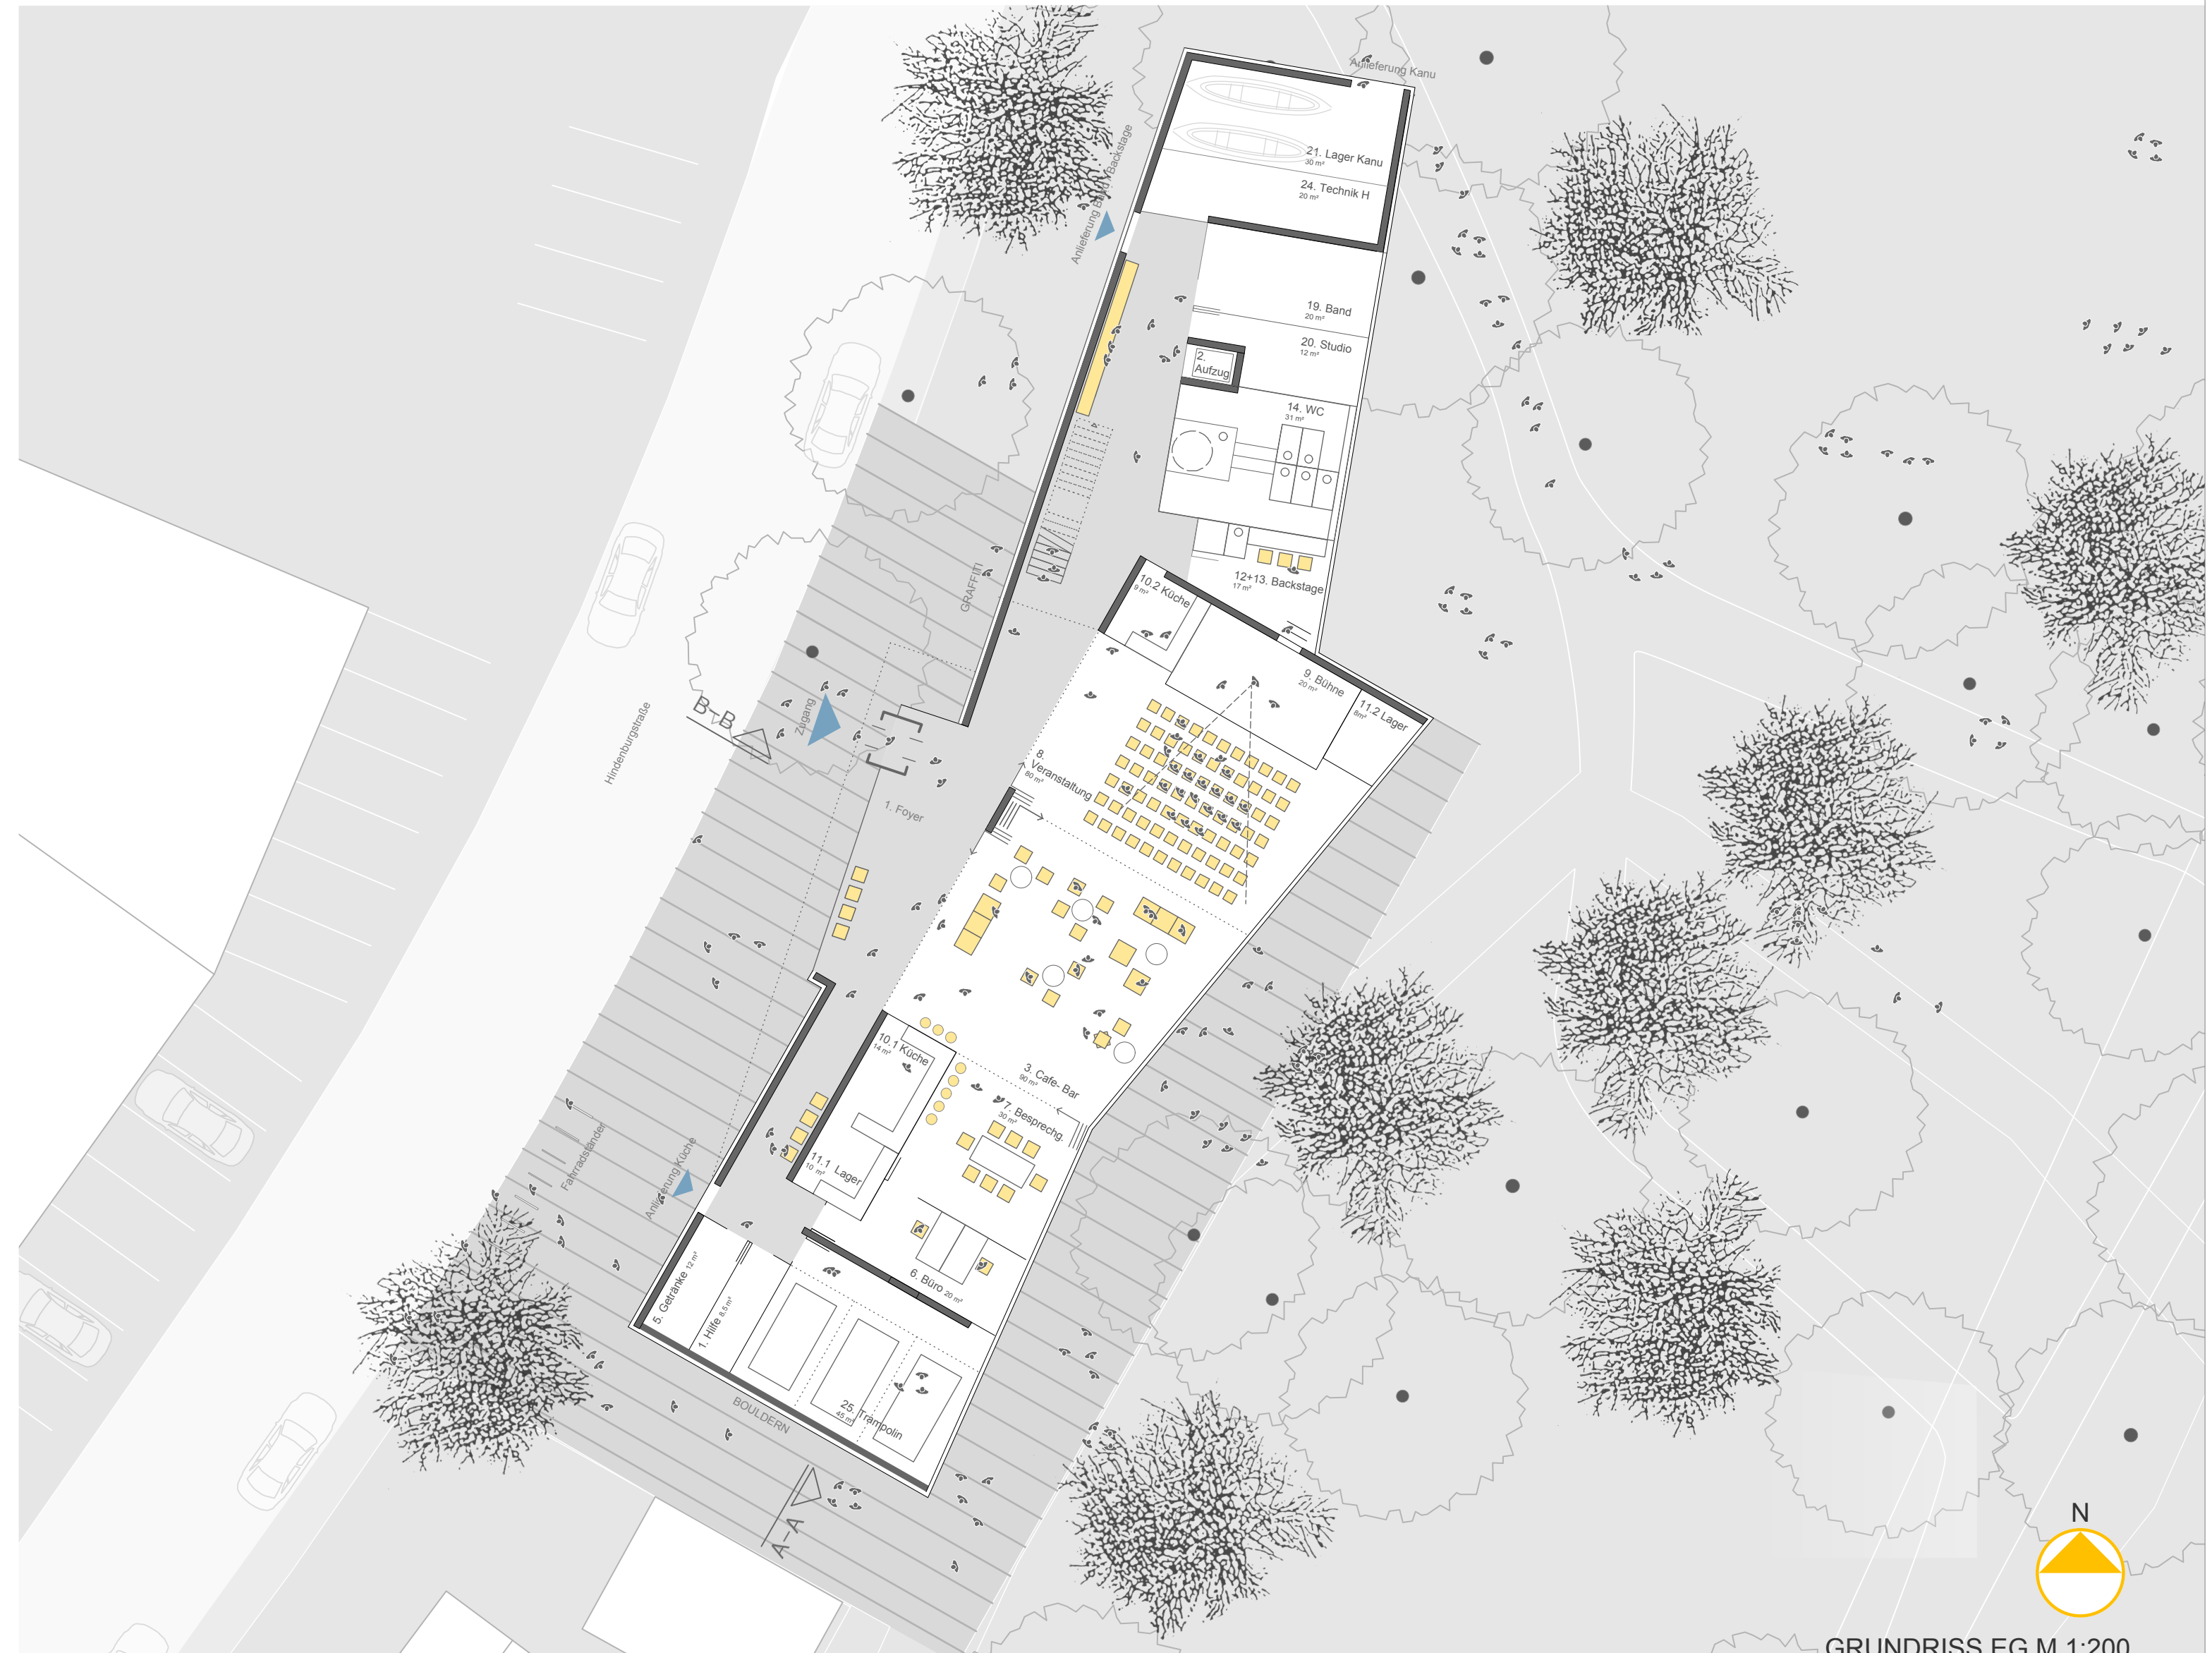 Anlieferung Kanu
21. Lager Kanu
30 m²
24. Technik H
20 m²
19. Band
20 m²
20. Studio
12 m²
2.
Aufzug
14. WC
31 m²
12+13. Backstage
17 m²
10.2 Küche
9 m²
9. Bühne
20 m²
11.2 Lager
8m²
GRAFFITI
Hindenburgstraße
B-B
Zugang
1. Foyer
8.
Veranstaltung
80 m²
3. Cafe- Bar
90 m²
7. Besprechg.
30 m²
10.1 Küche
14 m²
11.1 Lager
10 m²
Fahrradständer
Anlieferung Küche
5. Getränke 12 m²
1. Hilfe 8.5 m²
6. Büro 20 m²
25. Trampolin
45 m²
BOULDERN
A-A
N
GRUNDRISS EG M 1:200